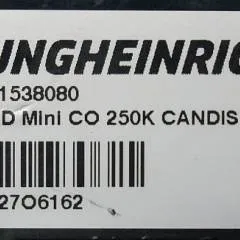 UNGHEINRIC
1538080
D Mini CO 250K CANDIS
27O6162